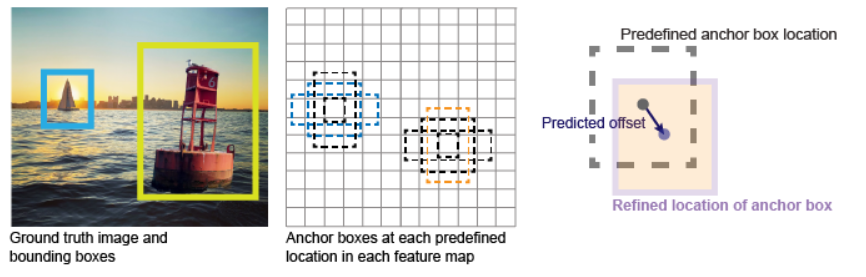 Ground truth image and
bounding boxes
6
Anchor boxes at each predefined
location in each feature map
Predefined anchor box location
Predicted offset
Refined location of anchor box